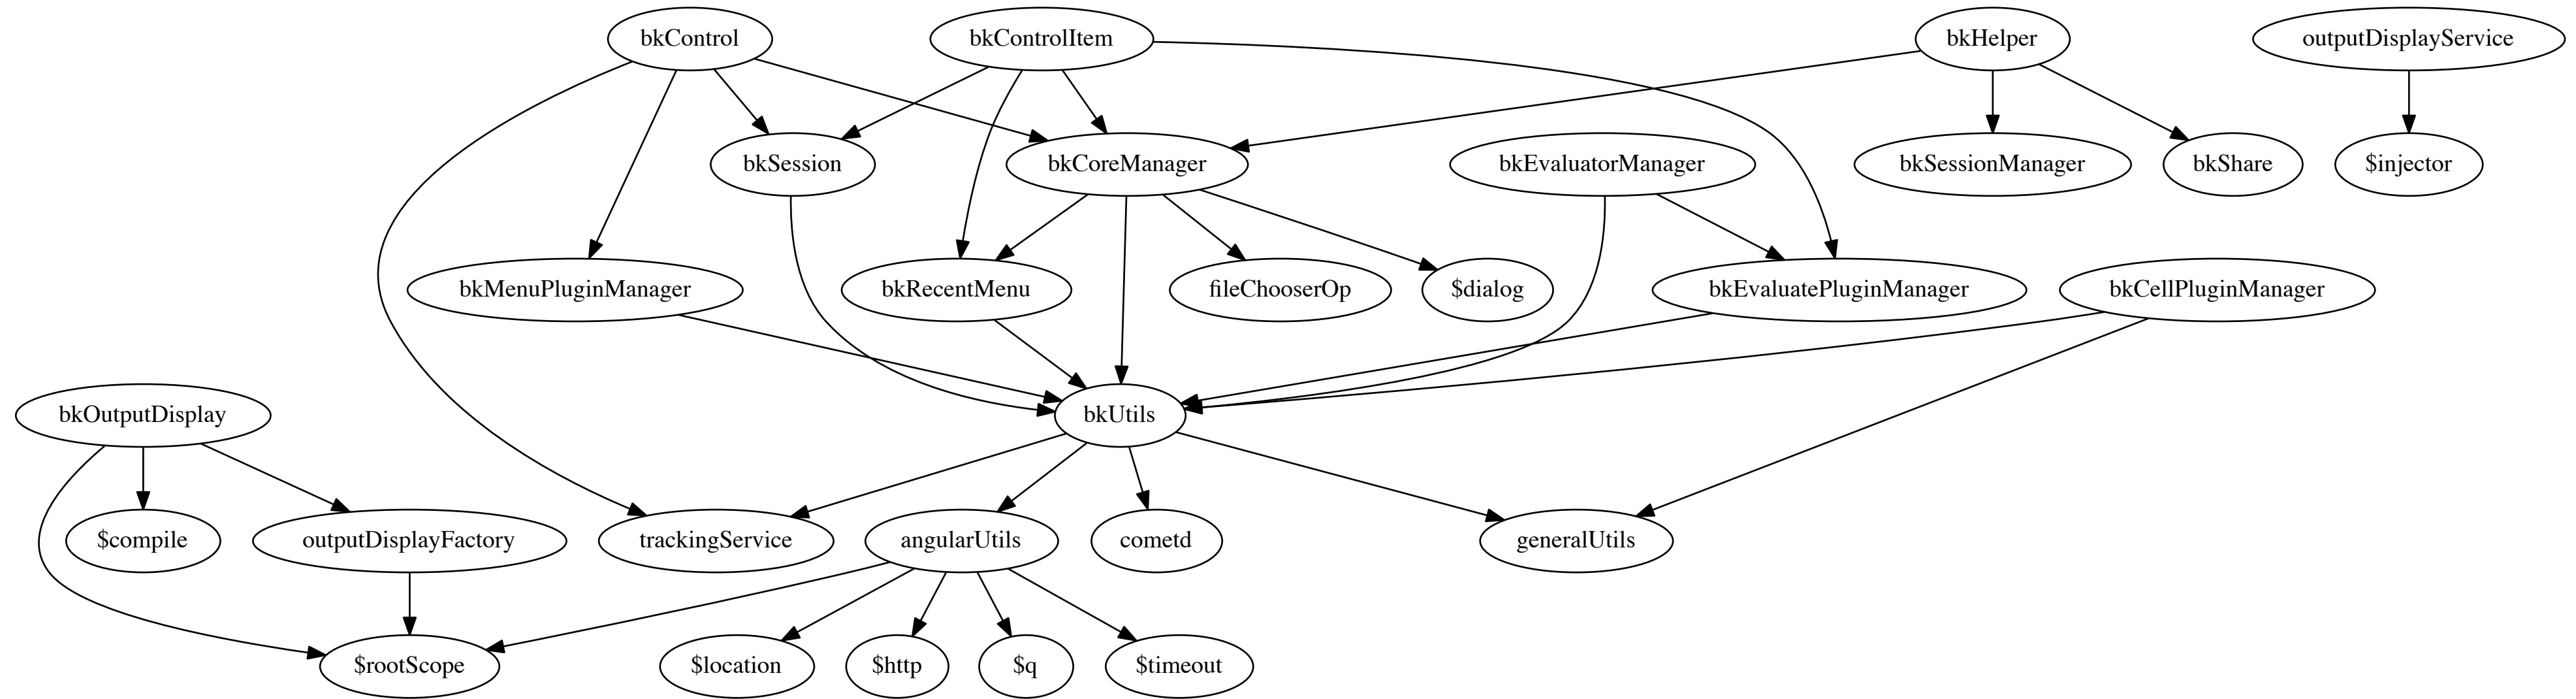 bkControl
bkControlItem
bkHelper
outputDisplayService
bkSession
bkCoreManager
bkEvaluatorManager
bkSessionManager
bkShare
$injector
bkMenuPluginManager
bkRecentMenu
fileChooserOp
$dialog
bkEvaluatePluginManager
bkCellPluginManager
bkOutputDisplay
bkUtils
$compile
outputDisplayFactory
trackingService
angularUtils
cometd
generalUtils
$rootScope
$location
$http
$q
$timeout